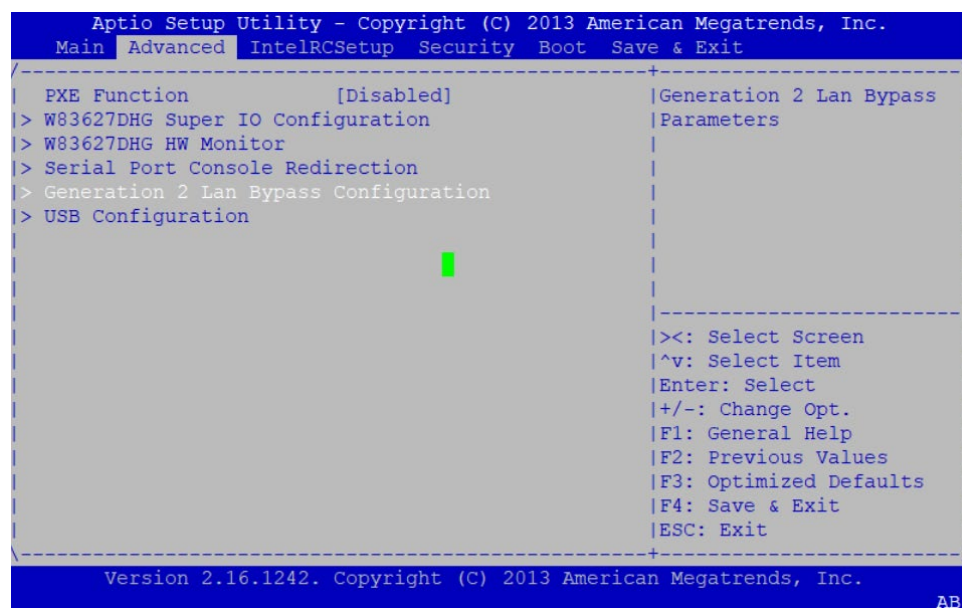 Aptio Setup Utility - Copyright (C) 2013 American Megatrends, Inc.
Main Advanced IntelRCSetup Security Boot Save & Exit
/----------------------------------------------------+--------------------------
| PXE Function [Disabled] |Generation 2 Lan Bypass
|> W83627DHG Super IO Configuration |Parameters
|> W83627DHG HW Monitor |
|> Serial Port Console Redirection |
|> Generation 2 Lan Bypass Configuration |
|> USB Configuration |
| |
| |
| |
| |-------------------------
| |><: Select Screen
| |^v: Select Item
| |Enter: Select
| |+/-: Change Opt.
| |F1: General Help
| |F2: Previous Values
| |F3: Optimized Defaults
| |F4: Save & Exit
| |ESC: Exit
\----------------------------------------------------+--------------------------
Version 2.16.1242. Copyright (C) 2013 American Megatrends, Inc.
AB